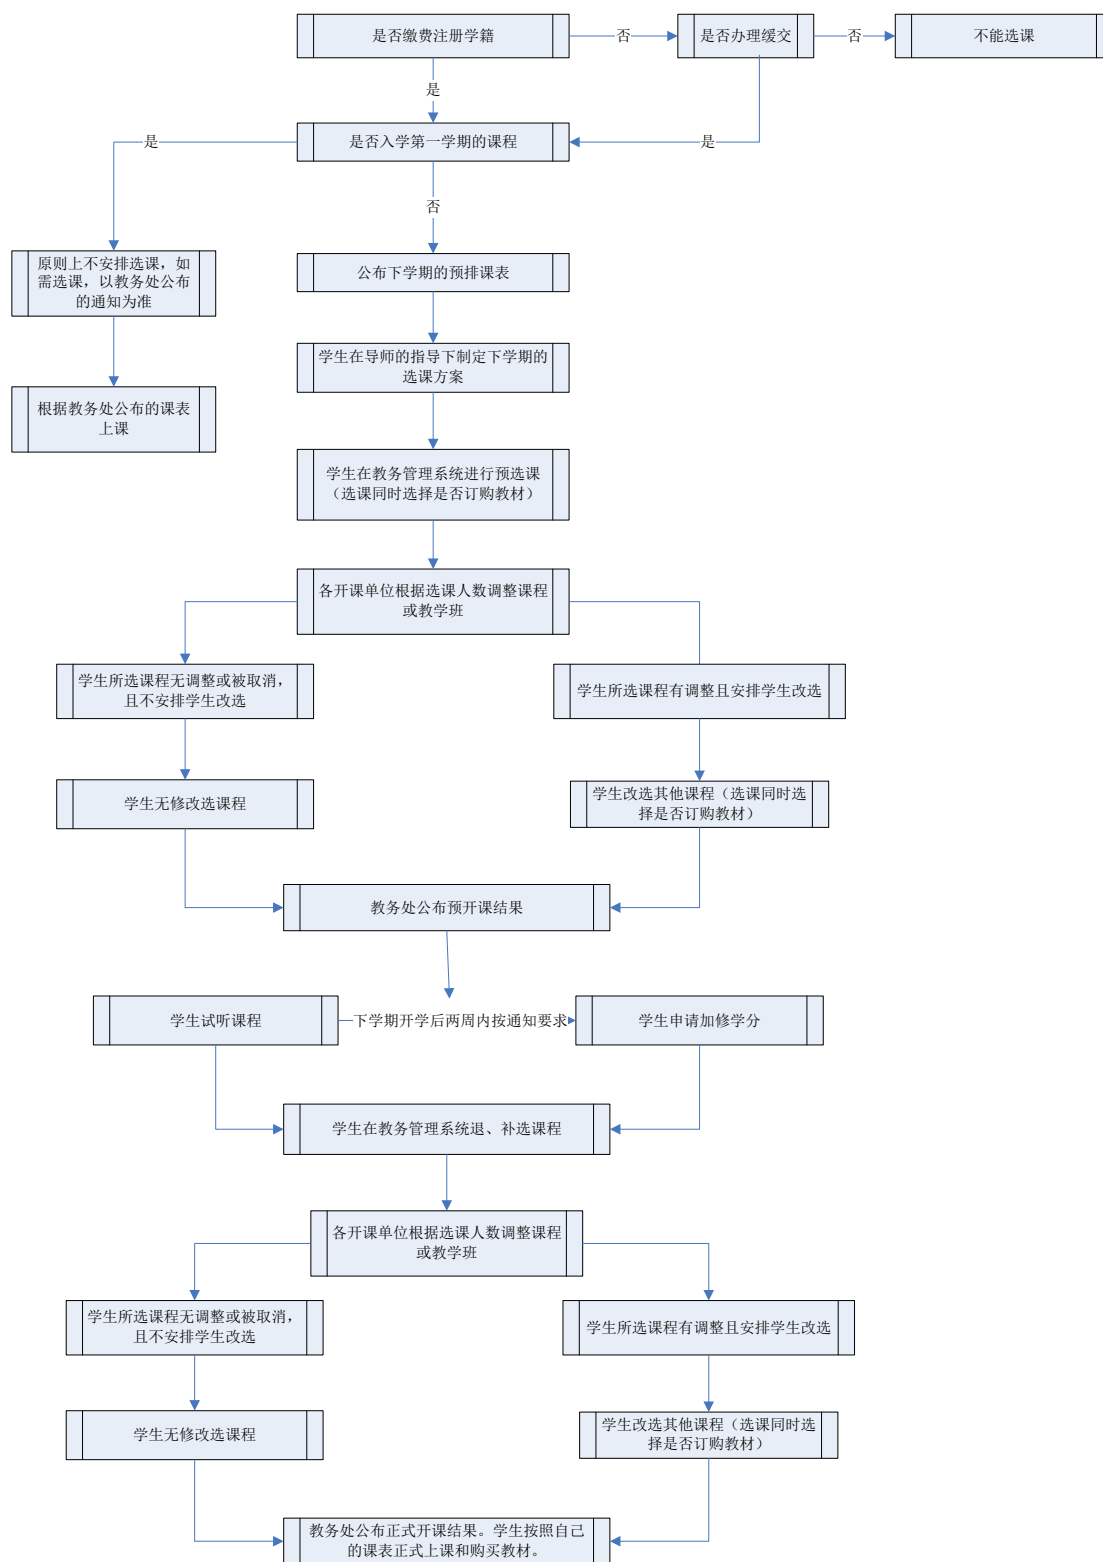 是否缴费注册学籍
否
是否办理缓交
否
不能选课
是
是否入学第一学期的课程
是
是
否
原则上不安排选课，如
需选课，以教务处公布
的通知为准
公布下学期的预排课表
学生在导师的指导下制定下学期的
选课方案
根据教务处公布的课表
上课
学生在教务管理系统进行预选课
（选课同时选择是否订购教材）
各开课单位根据选课人数调整课程
或教学班
学生所选课程无调整或被取消，
且不安排学生改选
学生所选课程有调整且安排学生改选
学生无修改选课程
学生改选其他课程（选课同时选
择是否订购教材）
教务处公布预开课结果
学生试听课程
下学期开学后两周内按通知要求
学生申请加修学分
学生在教务管理系统退、补选课程
各开课单位根据选课人数调整课程
或教学班
学生所选课程无调整或被取消，
且不安排学生改选
学生所选课程有调整且安排学生改选
学生无修改选课程
学生改选其他课程（选课同时选
择是否订购教材）
教务处公布正式开课结果。学生按照自己
的课表正式上课和购买教材。